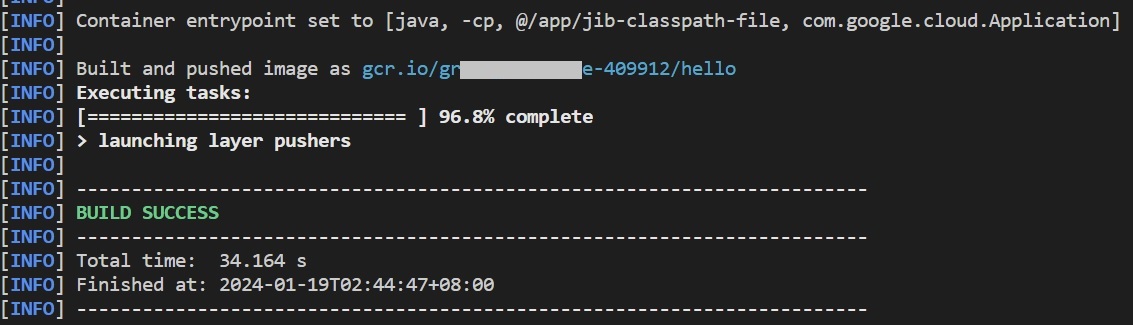 [INFO]
[INFO] Container entrypoint set to [java, -cp, @/app/jib-classpath-file, com.google.cloud.Application]
[INFO]
[INFO] Built and pushed image as gcr.io/gr e-409912/hello
[INFO] Executing tasks:
[INFO] [============================= ] 96.8% complete
[INFO] > launching layer pushers
[INFO]
[INFO] ------------------------------------------------------------------------
[INFO] BUILD SUCCESS
[INFO] ------------------------------------------------------------------------
[INFO] Total time:  34.164 s
[INFO] Finished at: 2024-01-19T02:44:47+08:00
[INFO] ------------------------------------------------------------------------